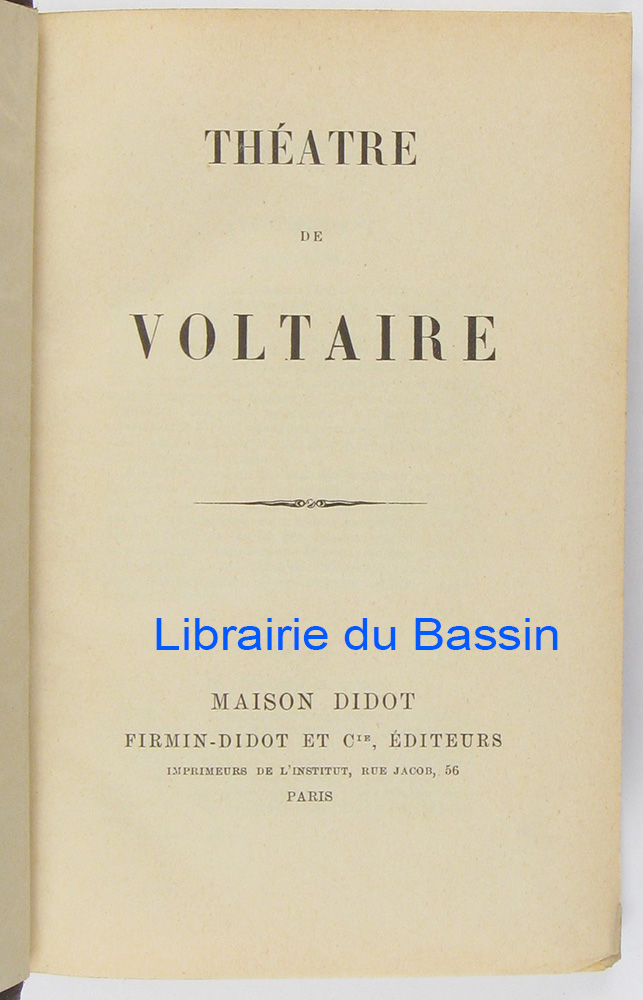 THÉATRE
DE
VOLTAIRE
Librairie du Bassin
MAISON DIDOT
FIRMIN-DIDOT ET CIE, ÉDITEURS
IMPRIMEURS DE L'INSTITUT, RUE JACOB, 56
PARIS